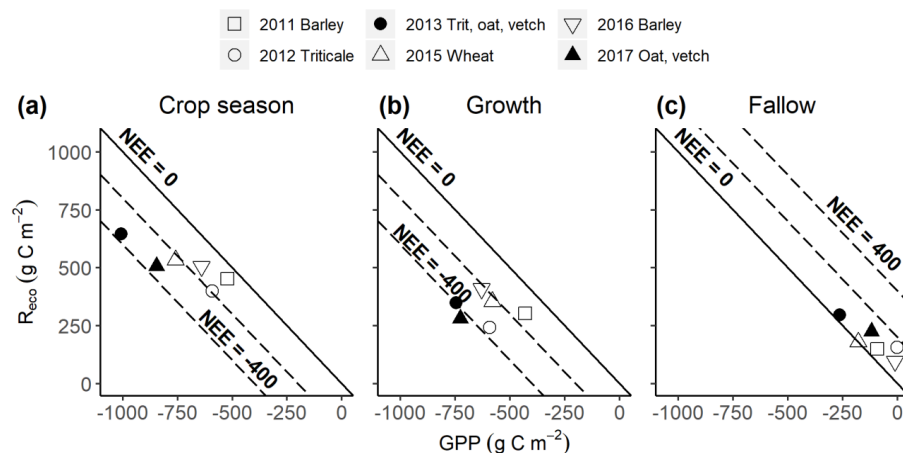 2011 Barley 2013 Trit, oat, vetch 2016 Barley
2012 Triticale 2015 Wheat 2017 Oat, vetch
(a) Crop season (b) Growth (c) Fallow
NEE = 0
NEE = -400
NEE = 0
NEE = -400
NEE = 0
NEE = 400
1000
750
500
250
0
R_eco (g C m⁻²)
-1000 -750 -500 -250 0 -1000 -750 -500 -250 0 -1000 -750 -500 -250 0
GPP (g C m⁻²)